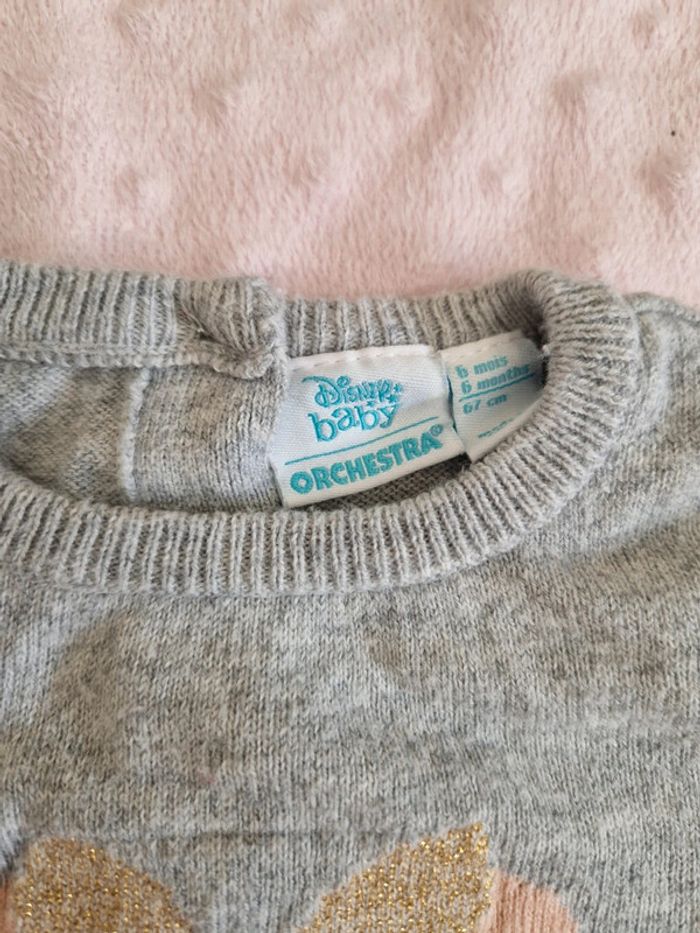 Disney
baby
ORCHESTRA®
6 mois
6 months
67 cm